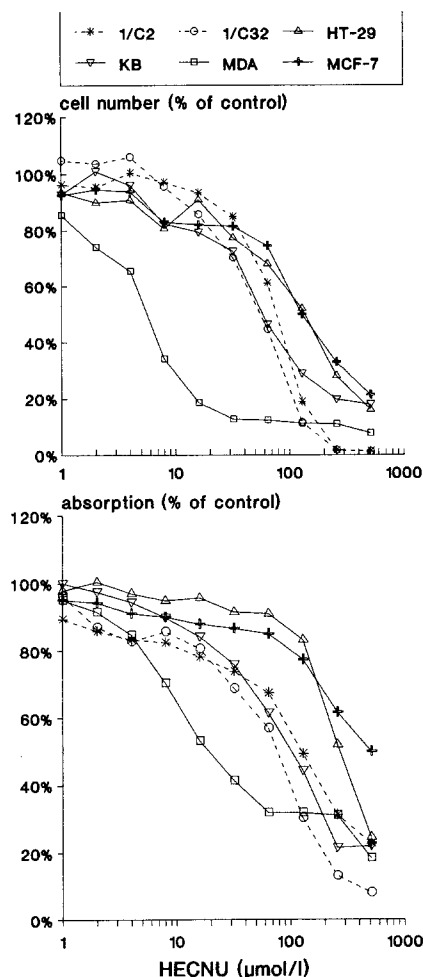 1/C2 1/C32 HT-29
KB MDA MCF-7
cell number (% of control)
120%
100%
80%
60%
40%
20%
0%
1 10 100 1000
absorption (% of control)
120%
100%
80%
60%
40%
20%
0%
1 10 100 1000
HECNU (μmol/l)